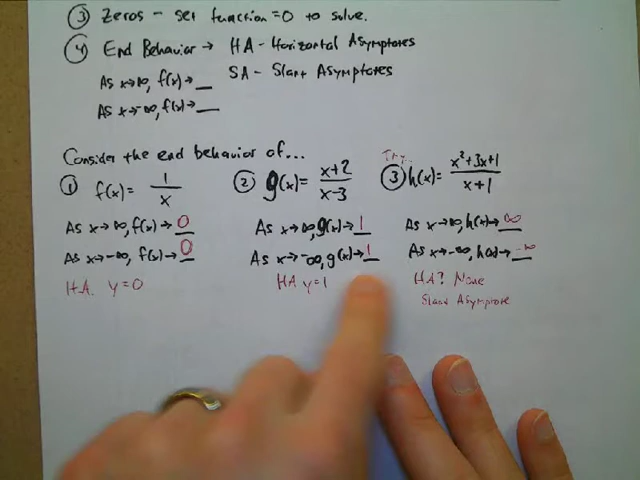 ③ Zeros - set function = 0 to solve.
④ End Behavior → HA - Horizontal Asymptotes
As x→∞, f(x)→__ SA - Slant Asymptotes
As x→-∞, f(x)→__
Consider the end behavior of...
① f(x) = 1/x ② g(x) = x+2/x-3 Try.. ③ h(x) = x²+3x+1/x+1
As x→∞, f(x)→0 As x→∞, g(x)→1 As x→∞, h(x)→∞
As x→-∞, f(x)→0 As x→-∞, g(x)→1 As x→-∞, h(x)→-∞
HA. y=0 HA y=1 HA? None
Slant Asymptote